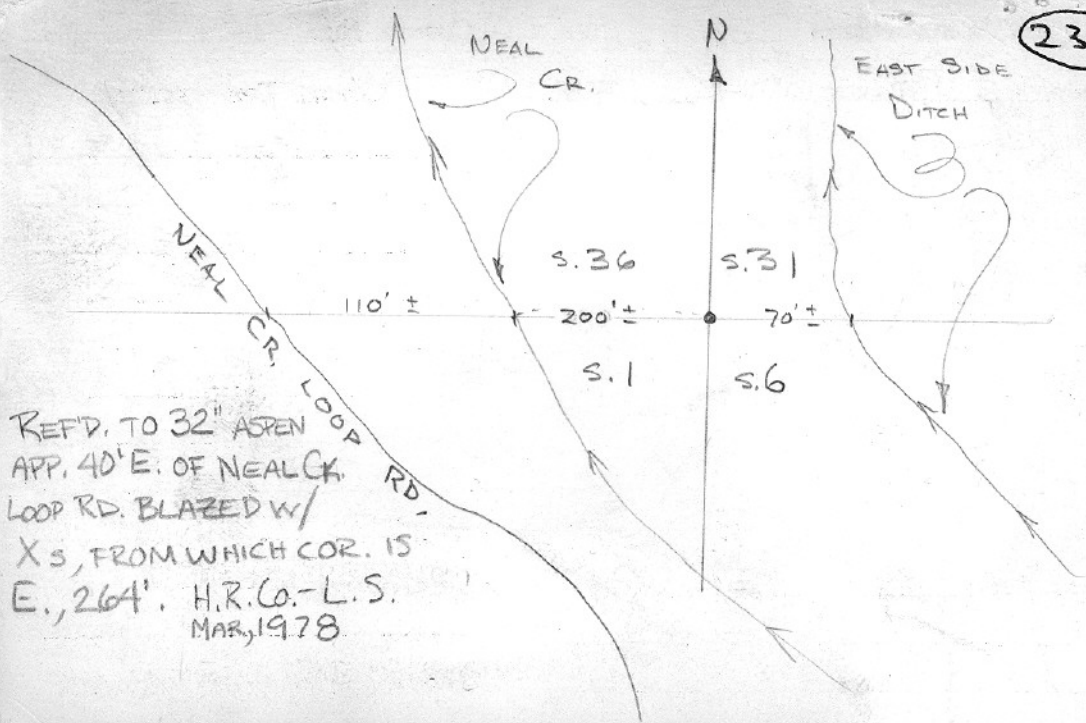 23
N
NEAL
CR.
EAST SIDE
DITCH
S.36
S.31
110' ±
200' ±
70' ±
S.1
S.6
NEAL CR. LOOP RD.
REF'D. TO 32" ASPEN
APP. 40' E. OF NEAL CK.
LOOP RD. BLAZED W/
X s, FROM WHICH COR. IS
E., 264'. H.R.Co.-L.S.
MAR, 1978